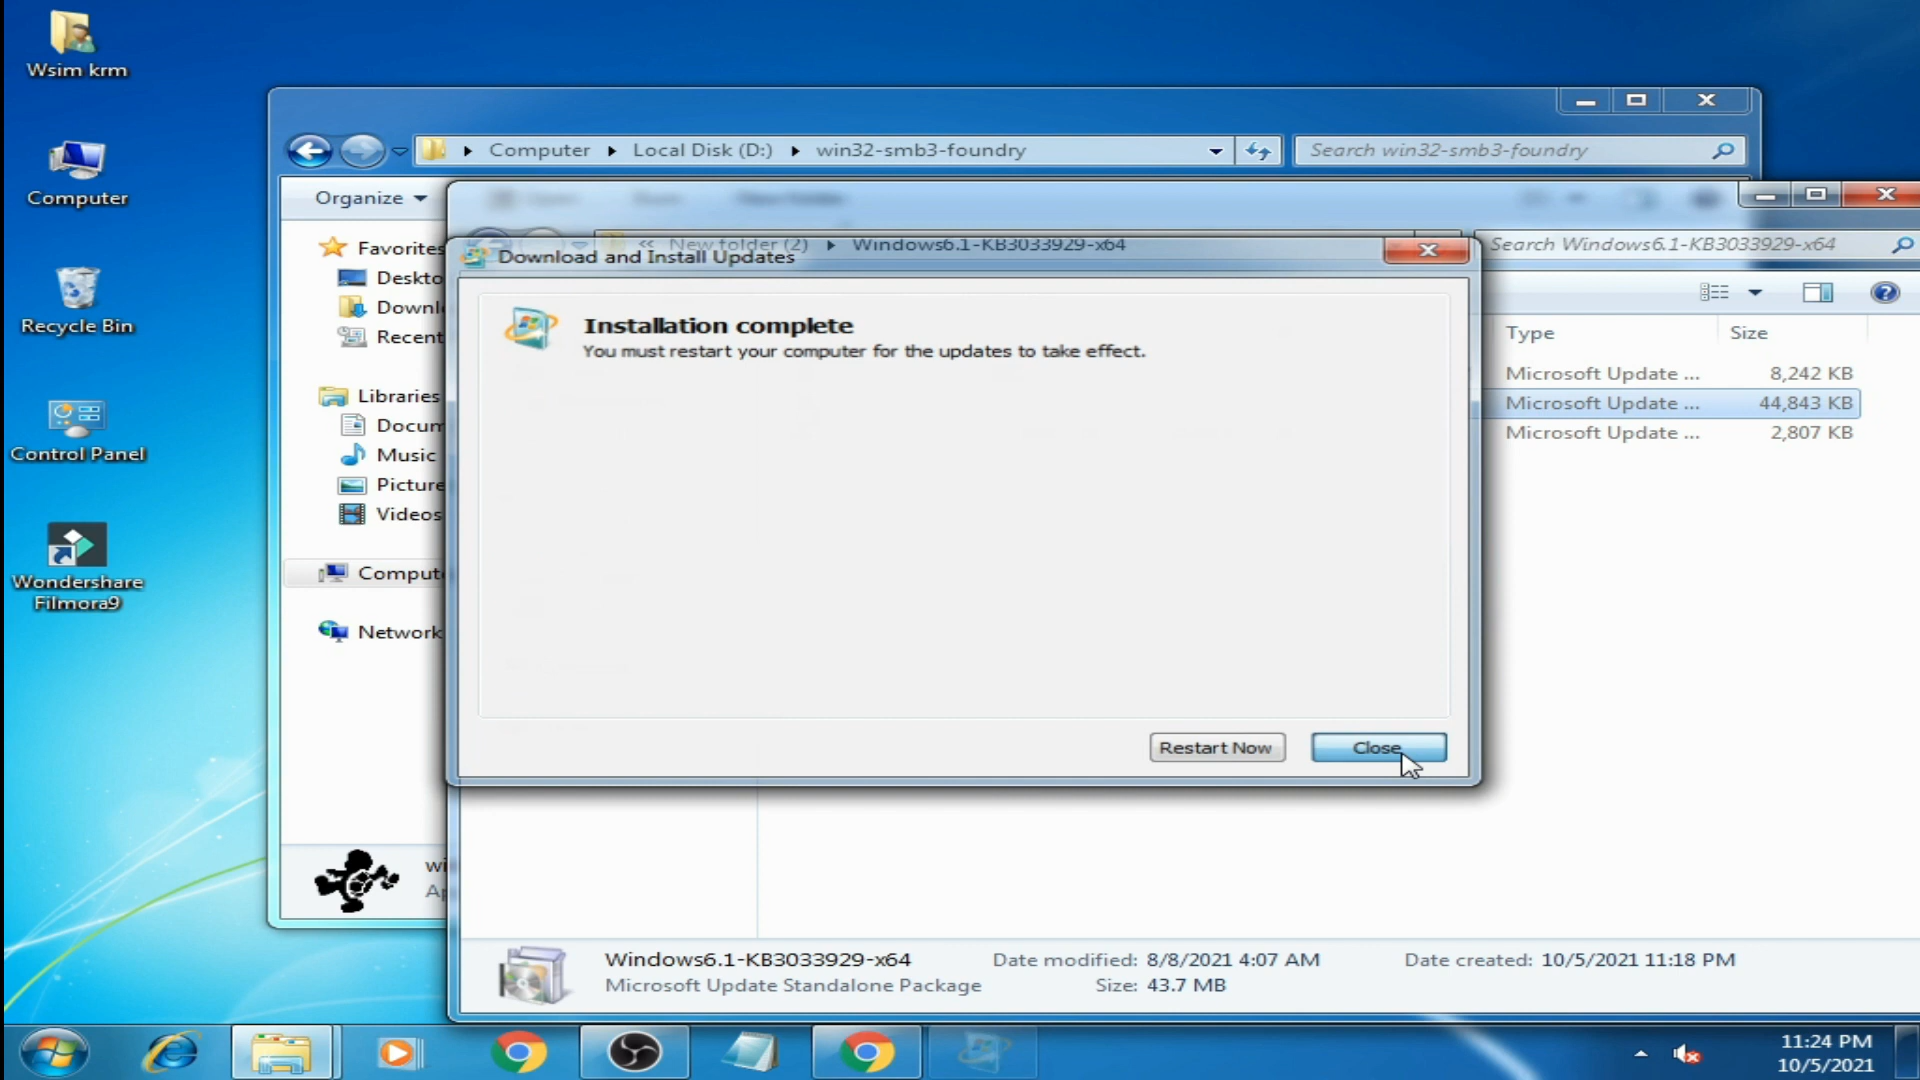 Wsim krm
Computer
Recycle Bin
Control Panel
Wondershare
Filmora9
Computer
Local Disk (D:)
win32-smb3-foundry
Search win32-smb3-foundry
Organize
Favorites
Deskto
Downl
Recent
Libraries
Docum
Music
Picture
Videos
Comput
Network
wi
Ap
« New folder (2)
Windows6.1-KB3033929-x64
Search Windows6.1-KB3033929-x64
Download and Install Updates
Installation complete
You must restart your computer for the updates to take effect.
Restart Now
Close
Type
Size
Microsoft Update ...
8,242 KB
Microsoft Update ...
44,843 KB
Microsoft Update ...
2,807 KB
Windows6.1-KB3033929-x64
Date modified: 8/8/2021 4:07 AM
Date created: 10/5/2021 11:18 PM
Microsoft Update Standalone Package
Size: 43.7 MB
11:24 PM
10/5/2021